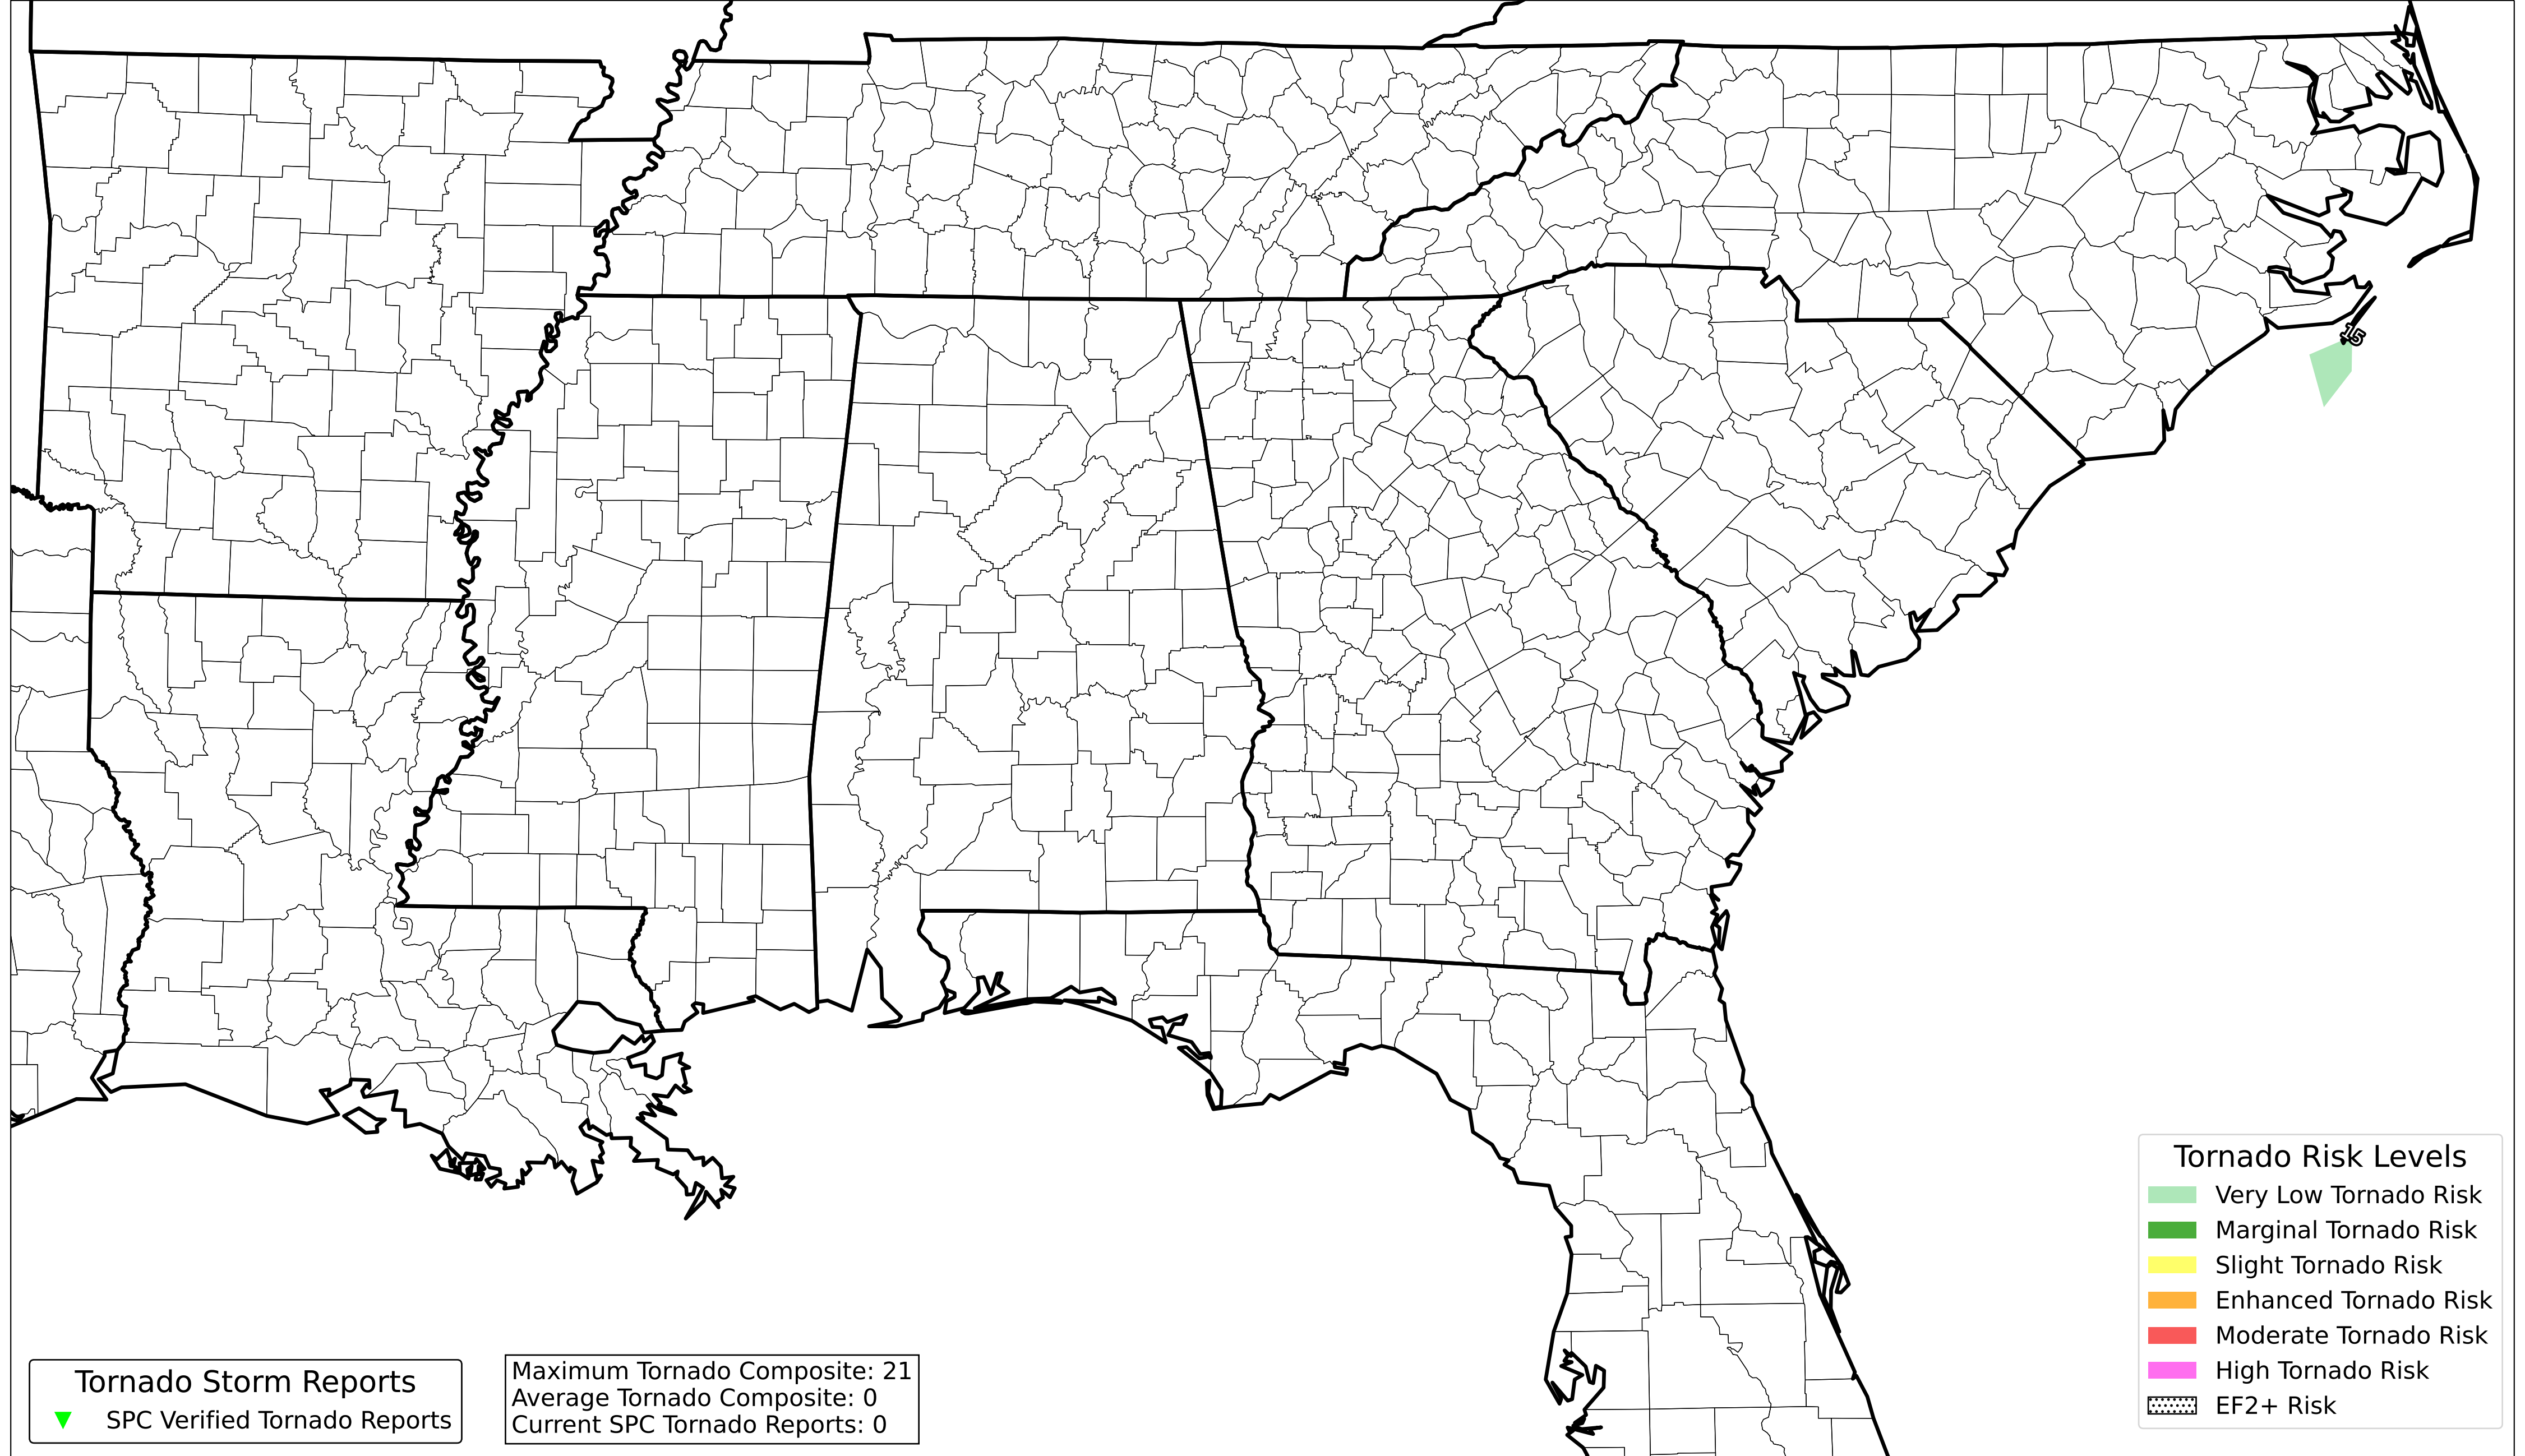 15
Tornado Risk Levels
Very Low Tornado Risk
Marginal Tornado Risk
Slight Tornado Risk
Enhanced Tornado Risk
Moderate Tornado Risk
High Tornado Risk
EF2+ Risk
Tornado Storm Reports
SPC Verified Tornado Reports
Maximum Tornado Composite: 21
Average Tornado Composite: 0
Current SPC Tornado Reports: 0